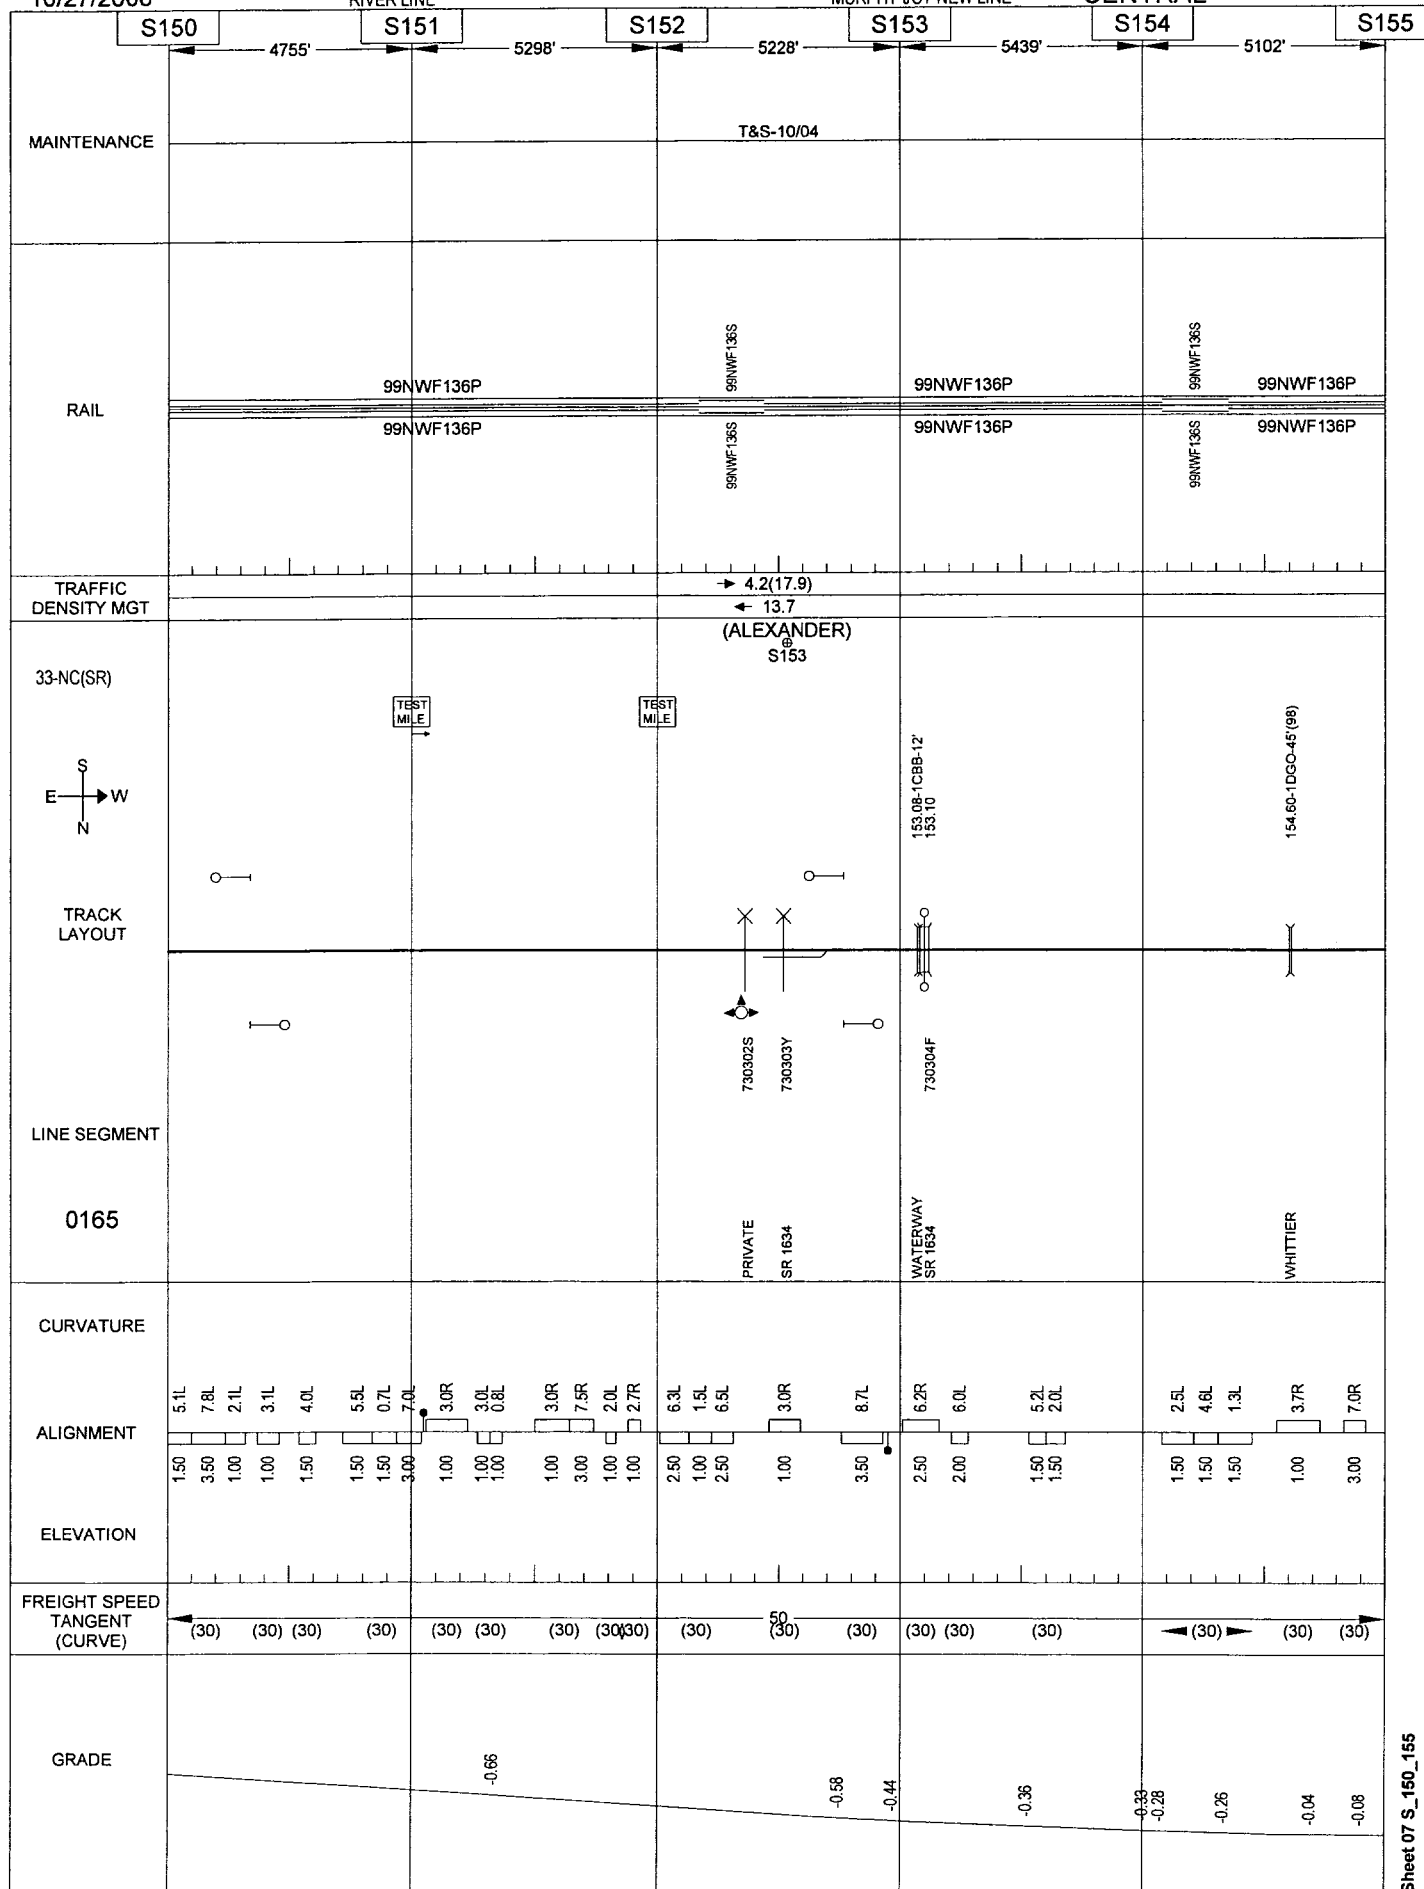 10/27/2006
RIVER LINE
MURPHY JCT NEW LINE
CENTRAL
S150 S151 S152 S153 S154 S155
4755' 5298' 5228' 5439' 5102'
MAINTENANCE
T&S-10/04
RAIL
99NWF136S 99NWF136S
99NWF136P 99NWF136P 99NWF136P
99NWF136P 99NWF136P 99NWF136P
99NWF136S 99NWF136S
TRAFFIC
DENSITY MGT
4.2(17.9)
13.7
(ALEXANDER)
S153
33-NC(SR)
TEST
MILE
TEST
MILE
S
E W
N
153.08-1CBB-12'
153.10
154.60-1DGO-45'(98)
TRACK
LAYOUT
730302S
730303Y
730304F
LINE SEGMENT
0165
PRIVATE
SR 1634
WATERWAY
SR 1634
WHITTIER
CURVATURE
5.1L 7.8L 2.1L 3.1L 4.0L 5.5L 0.7L 7.0L 3.0R 3.0L 0.8L 3.0R 7.5R 2.0L 2.7R 6.3L 1.5L 6.5L 3.0R 8.7L 6.2R 6.0L 5.2L 2.0L 2.5L 4.6L 1.3L 3.7R 7.0R
ALIGNMENT
1.50 3.50 1.00 1.00 1.50 1.50 1.50 3.00 1.00 1.00 1.00 1.00 3.00 1.00 1.00 2.50 1.00 2.50 1.00 3.50 2.50 2.00 1.50 1.50 1.50 1.50 1.50 1.00 3.00
ELEVATION
FREIGHT SPEED
TANGENT
(CURVE)
50
(30) (30) (30) (30) (30) (30) (30) (30) (30) (30) (30) (30) (30) (30) (30) (30) (30) (30)
GRADE
-0.66 -0.58 -0.44 -0.36 -0.33 -0.28 -0.26 -0.04 -0.08
Sheet 07 S_150_155